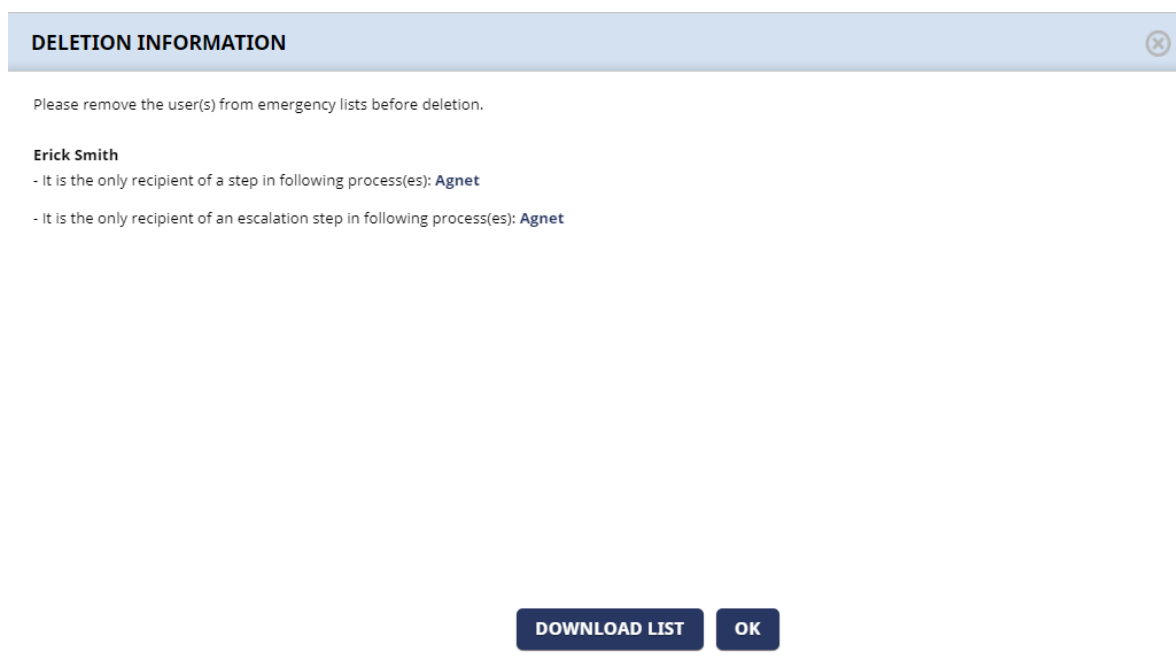 DELETION INFORMATION
Please remove the user(s) from emergency lists before deletion.
Erick Smith
- It is the only recipient of a step in following process(es): Agnet
- It is the only recipient of an escalation step in following process(es): Agnet
DOWNLOAD LIST OK